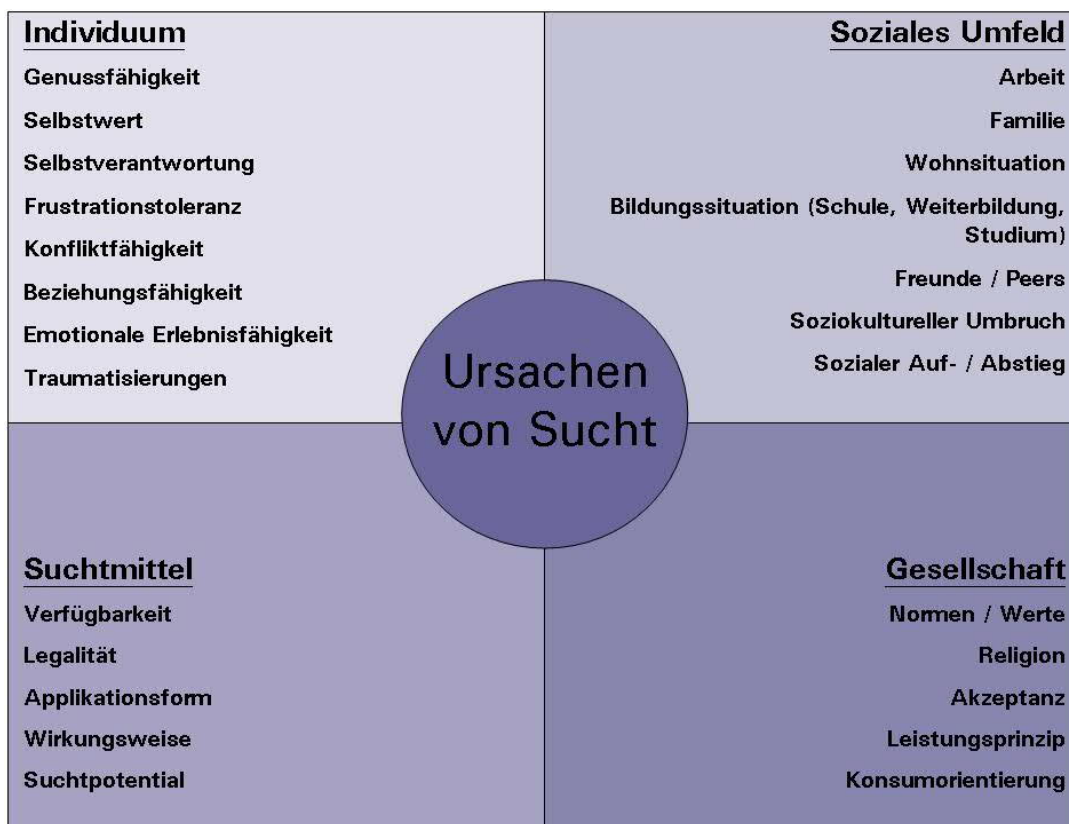 Individuum
Genussfähigkeit
Selbstwert
Selbstverantwortung
Frustrationstoleranz
Konfliktfähigkeit
Beziehungsfähigkeit
Emotionale Erlebnisfähigkeit
Traumatisierungen
Soziales Umfeld
Arbeit
Familie
Wohnsituation
Bildungssituation (Schule, Weiterbildung,
Studium)
Freunde / Peers
Soziokultureller Umbruch
Sozialer Auf- / Abstieg
Ursachen
von Sucht
Suchtmittel
Verfügbarkeit
Legalität
Applikationsform
Wirkungsweise
Suchtpotential
Gesellschaft
Normen / Werte
Religion
Akzeptanz
Leistungsprinzip
Konsumorientierung